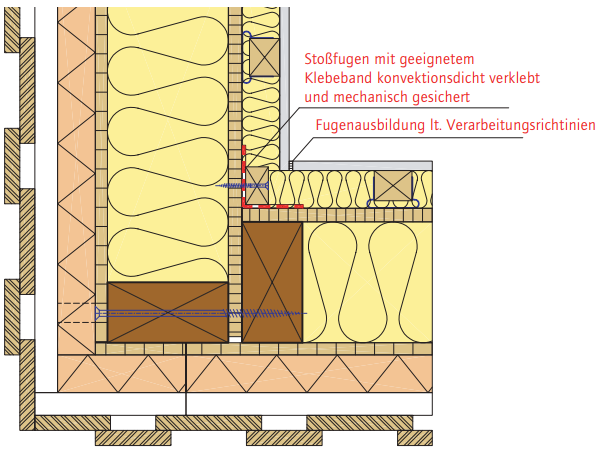 Stoßfugen mit geeignetem
Klebeband konvektionsdicht verklebt
und mechanisch gesichert
Fugenausbildung lt. Verarbeitungsrichtinien